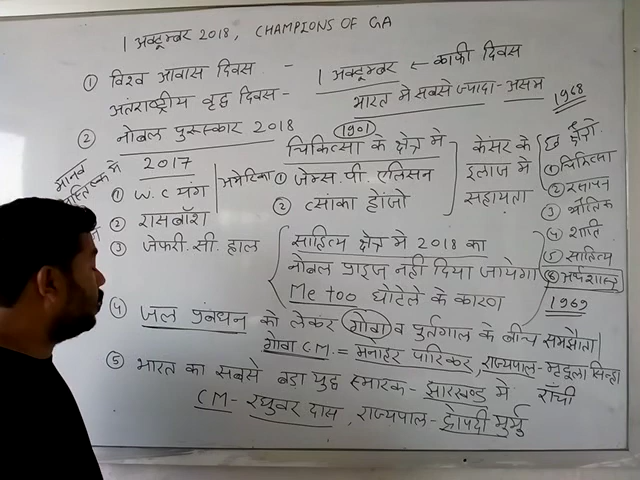 1 अक्टूम्बर 2018, CHAMPIONS OF GA
① विश्व आवास दिवस -
अंतराष्ट्रीय वृद्ध दिवस-
1 अक्टूम्बर ← काफी दिवस
भारत मे सबसे ज्यादा - असम
② नोबल पुरूस्कार 2018
1901
1968
2017
मानव
① W.C मंग
② रासबॉश
③ जेफरी.सी. हाल
अमेरिका
चिकित्सा के क्षेत्र मे
① जेम्स.पी. एलिसन
② टसांका होंजो
कैंसर के
इलाज मे
सहायता
छः क्षेत्रो
① चिकित्सा
② रसायन
③ भौतिक
④ शांति
⑤ साहित्य
⑥ अर्थशास्त्र
1969
साहित्य क्षेत्र मे 2018 का
नोबल प्राइज नही दिया जायेगा
Me too घोटेले के कारण
④ जल प्रबंधन को लेकर गोवा व पुर्तगाल के बीच समझौता
गोवा CM. = मनोहर पारिकर, राज्यपाल- मृदुला सिन्हा
⑤ भारत का सबसे बडा युद्ध स्मारक- झारखण्ड मे राँची
CM- रघुवर दास, राज्यपाल- द्रोपदी मुर्मु